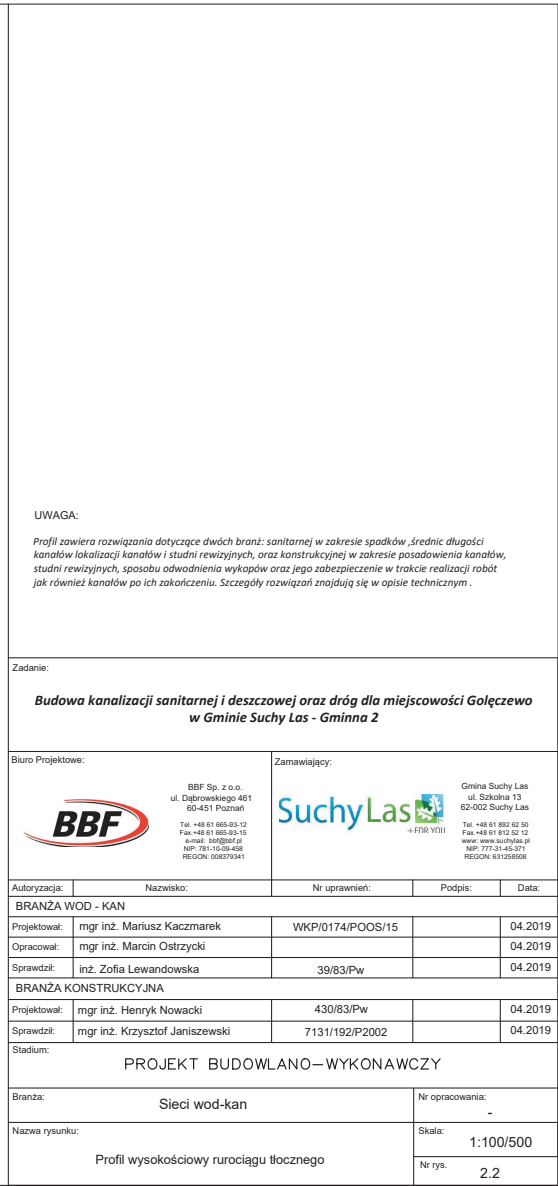 UWAGA:
Profil zawiera rozwiązania dotyczące dwóch branż: sanitarnej w zakresie spadków ,średnic długości
kanałów lokalizacji kanałów i studni rewizyjnych, oraz konstrukcyjnej w zakresie posadowienia kanałów,
studni rewizyjnych, sposobu odwodnienia wykopów oraz jego zabezpieczenie w trakcie realizacji robót
jak również kanałów po ich zakończeniu. Szczegóły rozwiązań znajdują się w opisie technicznym .
Zadanie:
Budowa kanalizacji sanitarnej i deszczowej oraz dróg dla miejscowości Golęczewo
w Gminie Suchy Las - Gminna 2
Biuro Projektowe:
BBF
BBF Sp. z o.o.
ul. Dąbrowskiego 461
60-451 Poznań
Tel. +48 61 665-93-12
Fax.+48 61 665-93-15
e-mail: bbf@bbf.pl
NIP: 781-10-09-458
REGON: 008379341
Zamawiający:
Suchy Las
+FOR YOU
Gmina Suchy Las
ul. Szkolna 13
62-002 Suchy Las
Tel. +48 61 892 62 50
Fax +48 61 812 52 12
www: www.suchylas.pl
NIP: 777-31-45-371
REGON: 631258508
Autoryzacja: Nazwisko: Nr uprawnień: Podpis: Data:
BRANŻA WOD - KAN
Projektował: mgr inż. Mariusz Kaczmarek WKP/0174/POOS/15 04.2019
Opracował: mgr inż. Marcin Ostrzycki 04.2019
Sprawdził: inż. Zofia Lewandowska 39/83/Pw 04.2019
BRANŻA KONSTRUKCYJNA
Projektował: mgr inż. Henryk Nowacki 430/83/Pw 04.2019
Sprawdził: mgr inż. Krzysztof Janiszewski 7131/192/P2002 04.2019
Stadium:
PROJEKT BUDOWLANO-WYKONAWCZY
Branża:
Sieci wod-kan
Nr opracowania:
-
Nazwa rysunku:
Profil wysokościowy rurociągu tłocznego
Skala:
1:100/500
Nr rys.
2.2